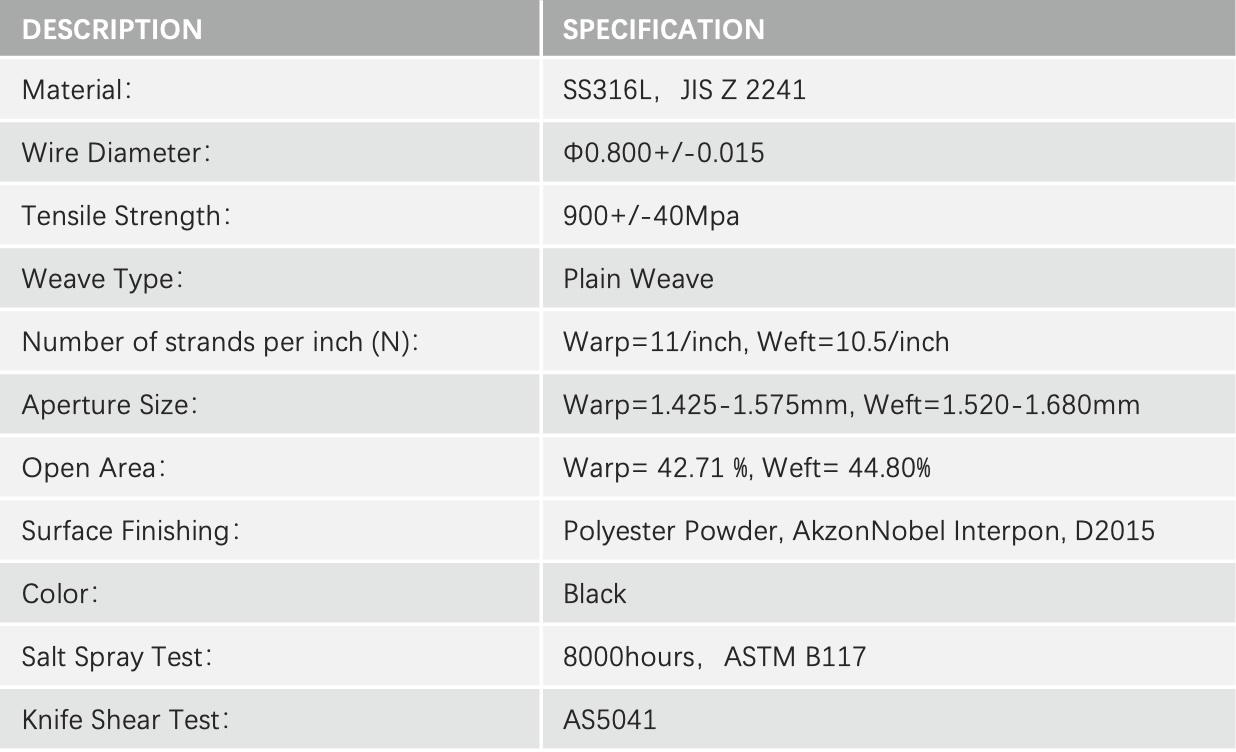 DESCRIPTION SPECIFICATION
Material: SS316L, JIS Z 2241
Wire Diameter: Φ0.800+/-0.015
Tensile Strength: 900+/-40Mpa
Weave Type: Plain Weave
Number of strands per inch (N): Warp=11/inch, Weft=10.5/inch
Aperture Size: Warp=1.425-1.575mm, Weft=1.520-1.680mm
Open Area: Warp= 42.71 %, Weft= 44.80%
Surface Finishing: Polyester Powder, AkzonNobel Interpon, D2015
Color: Black
Salt Spray Test: 8000hours, ASTM B117
Knife Shear Test: AS5041